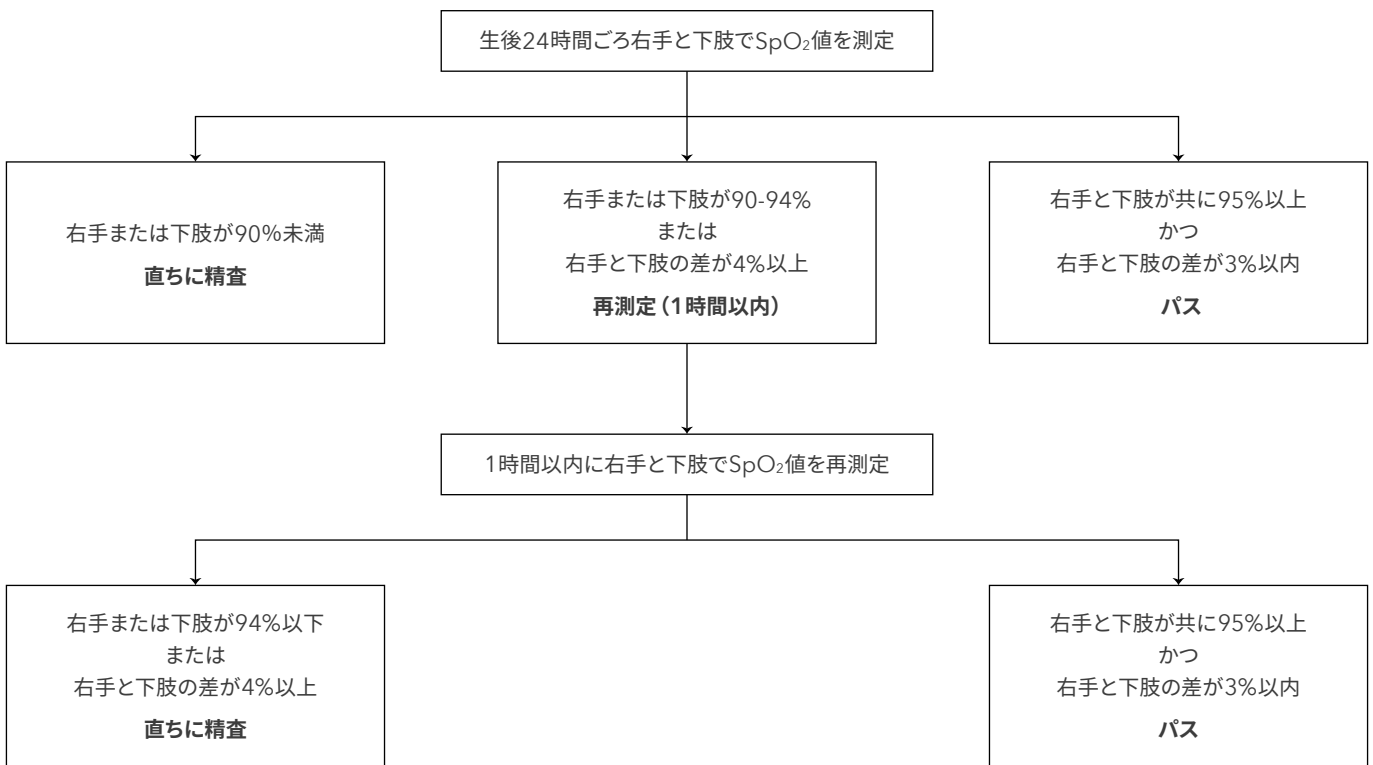 生後24時間ごろ右手と下肢でSpO₂値を測定
右手または下肢が90%未満
直ちに精査
右手または下肢が90-94%
または
右手と下肢の差が4%以上
再測定（1時間以内）
右手と下肢が共に95%以上
かつ
右手と下肢の差が3%以内
パス
1時間以内に右手と下肢でSpO₂値を再測定
右手または下肢が94%以下
または
右手と下肢の差が4%以上
直ちに精査
右手と下肢が共に95%以上
かつ
右手と下肢の差が3%以内
パス